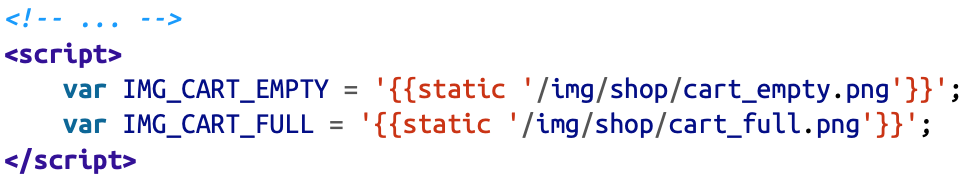 <!-- ... -->
<script>
    var IMG_CART_EMPTY = '{{static '/img/shop/cart_empty.png'}}';
    var IMG_CART_FULL = '{{static '/img/shop/cart_full.png'}}';
</script>